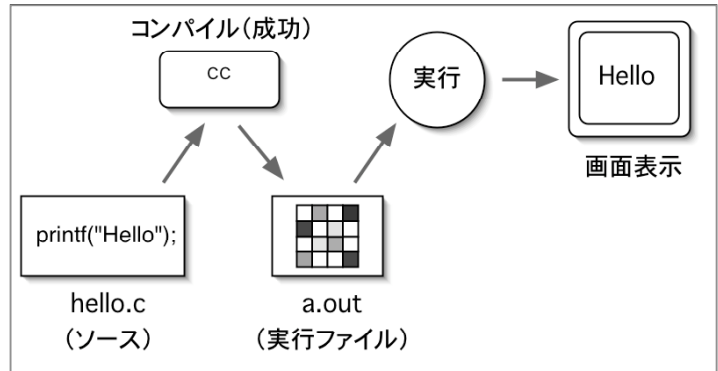 コンパイル（成功）
cc
実行
Hello
画面表示
printf("Hello");
hello.c
（ソース）
a.out
（実行ファイル）